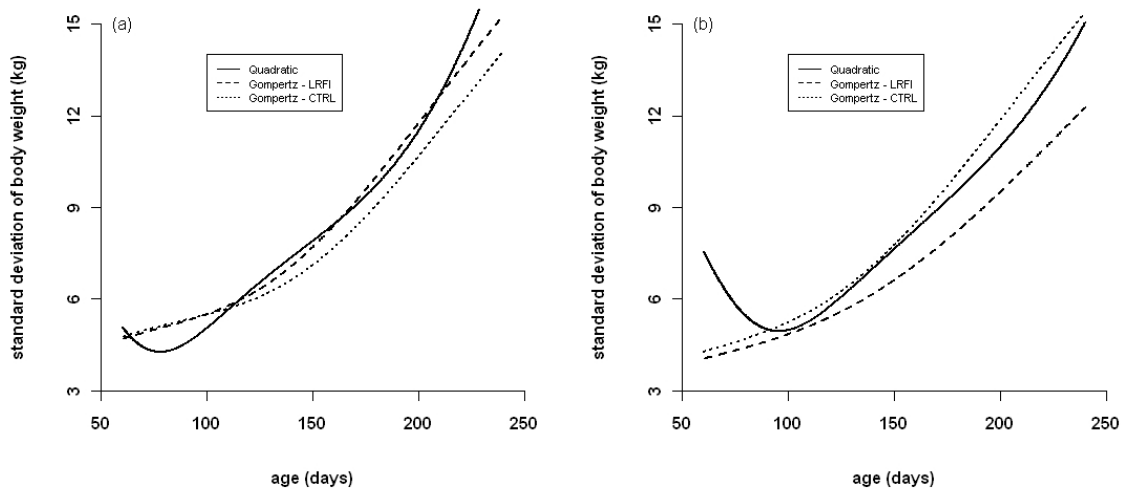 (a)
standard deviation of body weight (kg)
15
12
9
6
3
Quadratic
Gompertz - LRFI
Gompertz - CTRL
50 100 150 200 250
age (days)
(b)
standard deviation of body weight (kg)
15
12
9
6
3
Quadratic
Gompertz - LRFI
Gompertz - CTRL
50 100 150 200 250
age (days)